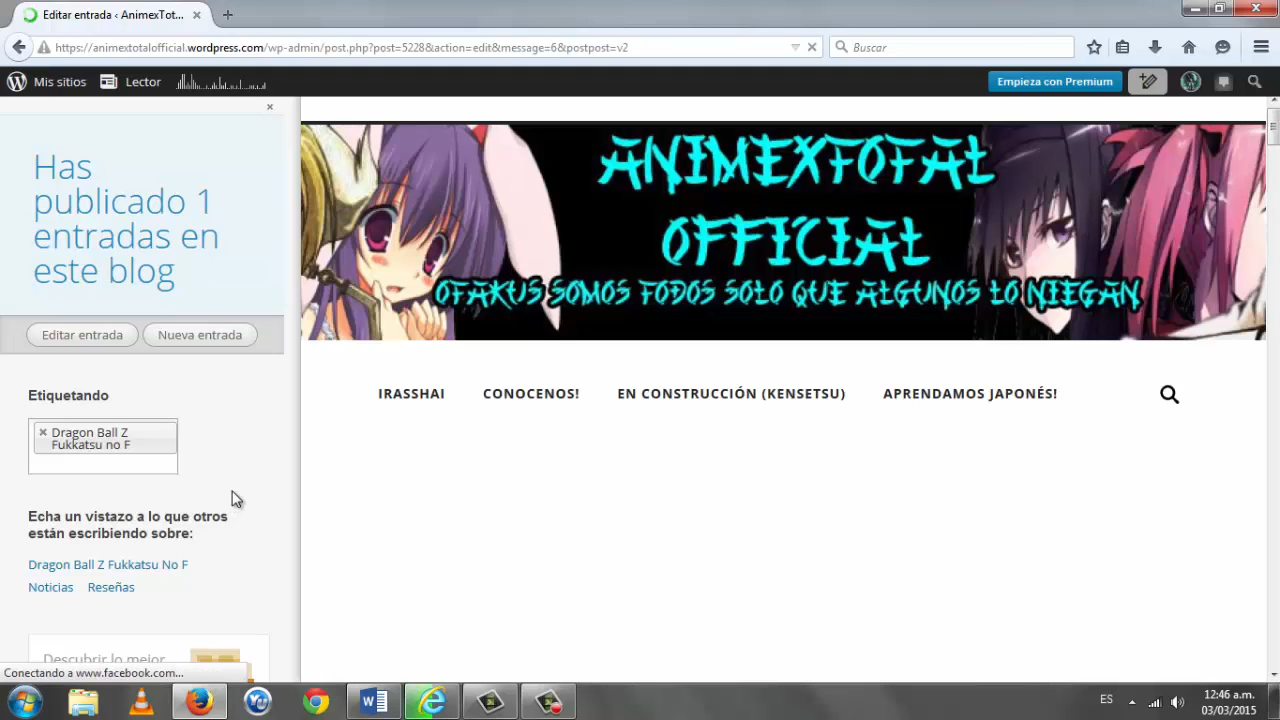 Editar entrada ‹ AnimexTot...
https://animextotalofficial.wordpress.com/wp-admin/post.php?post=5228&action=edit&message=6&postpost=v2
Buscar
Mis sitios
Lector
Empieza con Premium
Has
publicado 1
entradas en
este blog
Editar entrada
Nueva entrada
Etiquetando
Dragon Ball Z
Fukkatsu no F
Echa un vistazo a lo que otros
están escribiendo sobre:
Dragon Ball Z Fukkatsu No F
Noticias Reseñas
Descubrir lo mejor
Conectando a www.facebook.com...
ANIMEXTOTAL
OFFICIAL
OTAKUS SOMOS TODOS SOLO QUE ALGUNOS LO NIEGAN
IRASSHAI
CONOCENOS!
EN CONSTRUCCIÓN (KENSETSU)
APRENDAMOS JAPONÉS!
ES
12:46 a.m.
03/03/2015